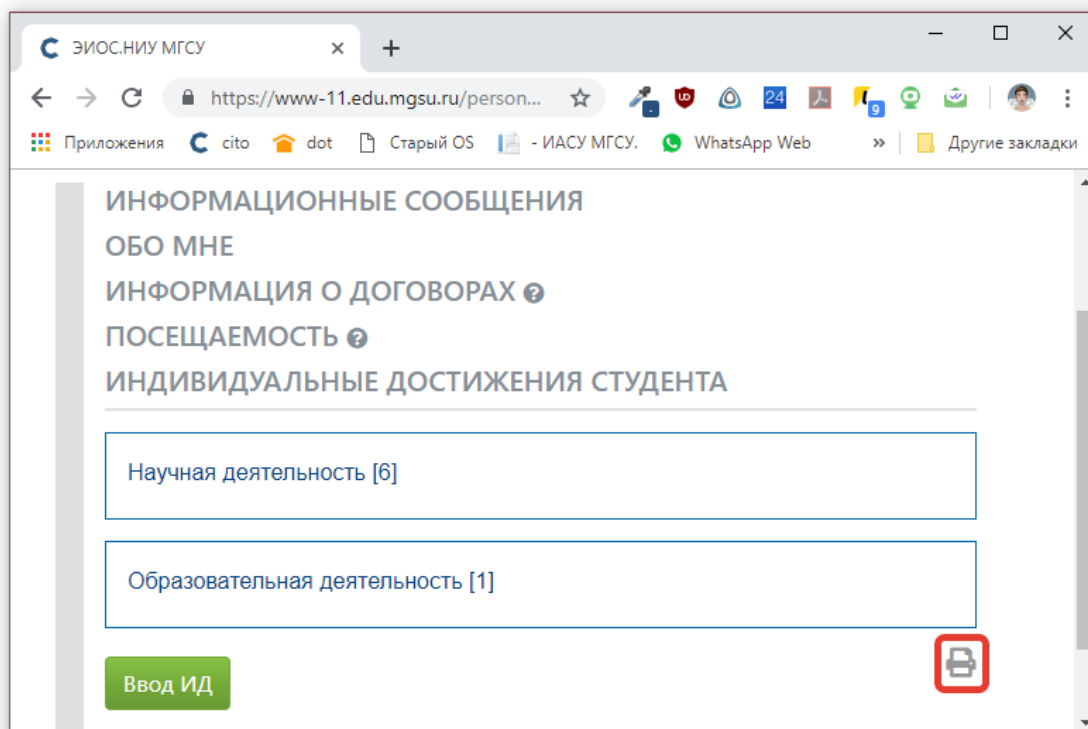 ЭИОС.НИУ МГСУ
https://www-11.edu.mgsu.ru/person...
24
9
Приложения cito dot Старый OS - ИАСУ МГСУ. WhatsApp Web » Другие закладки
ИНФОРМАЦИОННЫЕ СООБЩЕНИЯ
ОБО МНЕ
ИНФОРМАЦИЯ О ДОГОВОРАХ ?
ПОСЕЩАЕМОСТЬ ?
ИНДИВИДУАЛЬНЫЕ ДОСТИЖЕНИЯ СТУДЕНТА
Научная деятельность [6]
Образовательная деятельность [1]
Ввод ИД